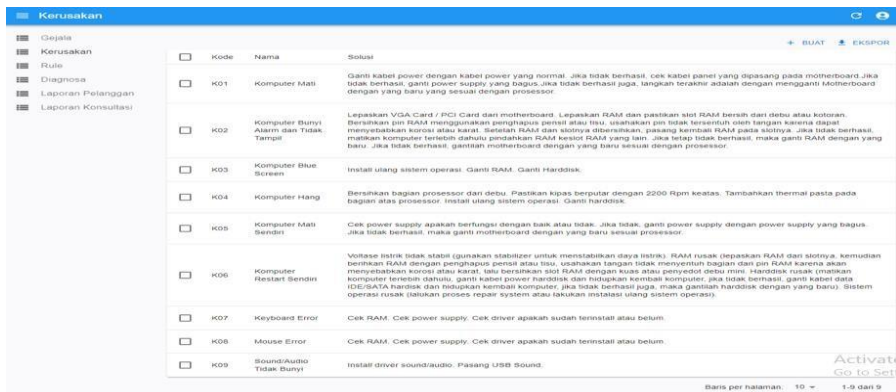 Kerusakan
Gejala
Kerusakan
Rule
Diagnosa
Laporan Pelanggan
Laporan Konsultasi
+ BUAT EKSPOR
Kode Nama Solusi
K01 Komputer Mati
Ganti kabel power dengan kabel power yang normal. Jika tidak berhasil, cek kabel panel yang dipasang pada motherboard.Jika
tidak berhasil, ganti power supply yang bagus.Jika tidak berhasil juga, langkah terakhir adalah dengan mengganti Motherboard
dengan yang baru yang sesuai dengan prosessor.
K02
Komputer Bunyi
Alarm dan Tidak
Tampil
Lepaskan VGA Card / PCI Card dari motherboard. Lepaskan RAM dan pastikan slot RAM bersih dari debu atau kotoran.
Bersihkan pin RAM menggunakan penghapus pensil atau tisu, usahakan pin tidak tersentuh oleh tangan karena dapat
menyebabkan korosi atau karat. Setelah RAM dan slotnya dibersihkan, pasang kembali RAM pada slotnya. Jika tidak berhasil,
matikan komputer terlebih dahulu pindahkan RAM keslot RAM yang lain. Jika tetap tidak berhasil, maka ganti RAM dengan yang
baru. Jika tidak berhasil, gantilah motherboard dengan yang baru sesuai dengan prosessor.
K03
Komputer Blue
Screen
Install ulang sistem operasi. Ganti RAM. Ganti Harddisk.
K04 Komputer Hang
Bersihkan bagian prosessor dari debu. Pastikan kipas berputar dengan 2200 Rpm keatas. Tambahkan thermal pasta pada
bagian atas prosessor. Install ulang sistem operasi. Ganti harddisk.
K05
Komputer Mati
Sendiri
Cek power supply apakah berfungsi dengan baik atau tidak. Jika tidak, ganti power supply dengan power supply yang bagus.
Jika tidak berhasil, maka ganti motherboard dengan yang baru sesuai prosessor.
K06
Komputer
Restart Sendiri
Voltase listrik tidak stabil (gunakan stabilizer untuk menstabilkan daya listrik). RAM rusak (lepaskan RAM dari slotnya, kemudian
berihkan RAM dengan penghapus pensil atau tisu, usahakan tangan tidak menyentuh bagian dari pin RAM karena akan
menyebabkan korosi atau karat, lalu bersihkan slot RAM dengan kuas atau penyedot debu mini. Harddisk rusak (matikan
komputer terlebih dahulu, ganti kabel power harddisk dan hidupkan kembali komputer, jika tidak berhasil, ganti kabel data
IDE/SATA hardisk dan hidupkan kembali komputer, jika tidak berhasil juga, maka gantilah harddisk dengan yang baru). Sistem
operasi rusak (lalukan proses repair system atau lakukan instalasi ulang sistem operasi).
K07 Keyboard Error Cek RAM. Cek power supply. Cek driver apakah sudah terinstall atau belum.
K08 Mouse Error Cek RAM. Cek power supply. Cek driver apakah sudah terinstall atau belum.
K09
Sound/Audio
Tidak Bunyi
Install driver sound/audio. Pasang USB Sound.
Activate
Go to Set
Baris per halaman: 10 1-9 dari 9